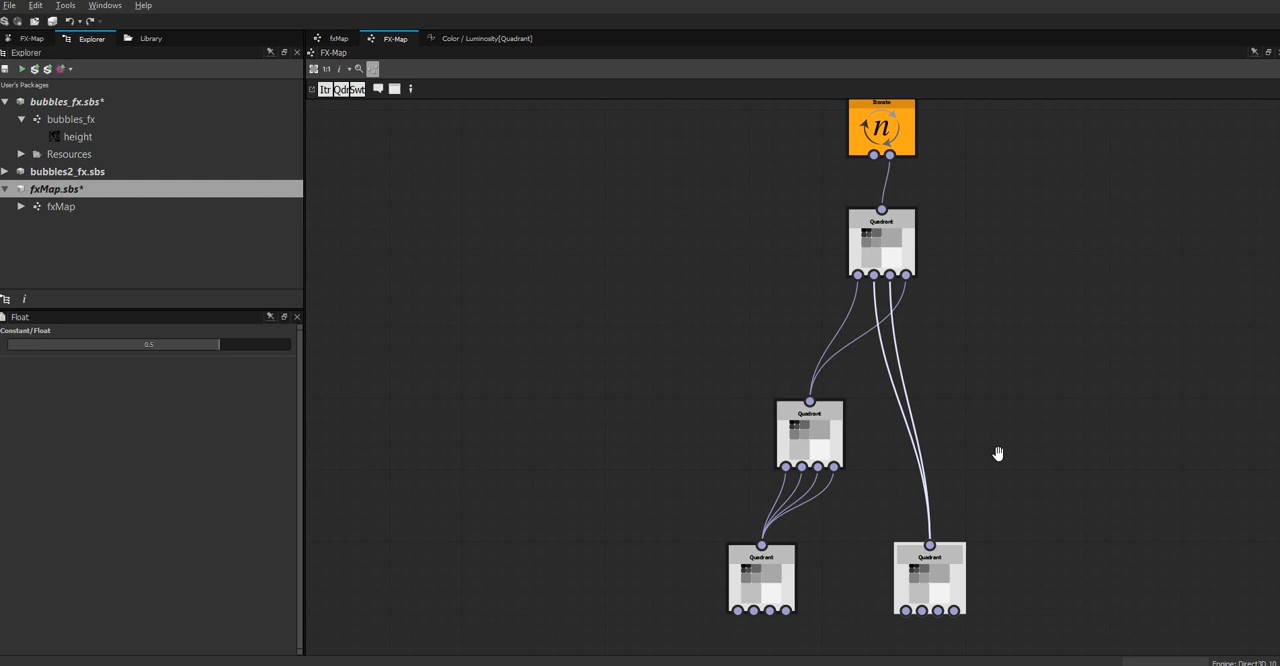 File Edit Tools Windows Help
FX-Map Explorer Library
fxMap FX-Map Color / Luminosity[Quadrant]
Explorer
FX-Map
1:1 i
User's Packages
Itr Qdr Swt
bubbles_fx.sbs*
bubbles_fx
height
Resources
bubbles2_fx.sbs
fxMap.sbs*
fxMap
i
Float
Constant/Float
0.5
Iterate
n
Quadrant
Quadrant
Quadrant
Quadrant
Engine: Direct3D 10